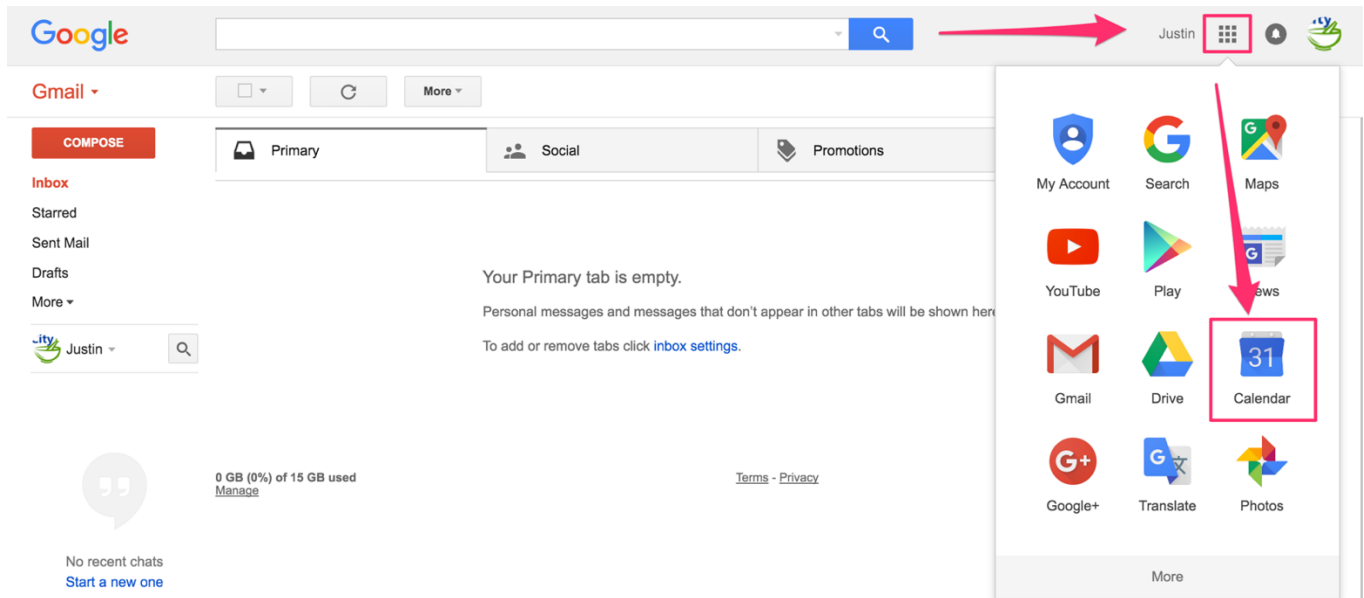 Google
Justin
ity
Gmail
More
COMPOSE
Primary
Social
Promotions
Inbox
Starred
Sent Mail
Drafts
More
ity
Justin
Your Primary tab is empty.
Personal messages and messages that don't appear in other tabs will be shown here
To add or remove tabs click inbox settings.
0 GB (0%) of 15 GB used
Manage
Terms - Privacy
No recent chats
Start a new one
G
G
My Account
Search
Maps
G
YouTube
Play
ews
31
Gmail
Drive
Calendar
G+
G 文
Google+
Translate
Photos
More